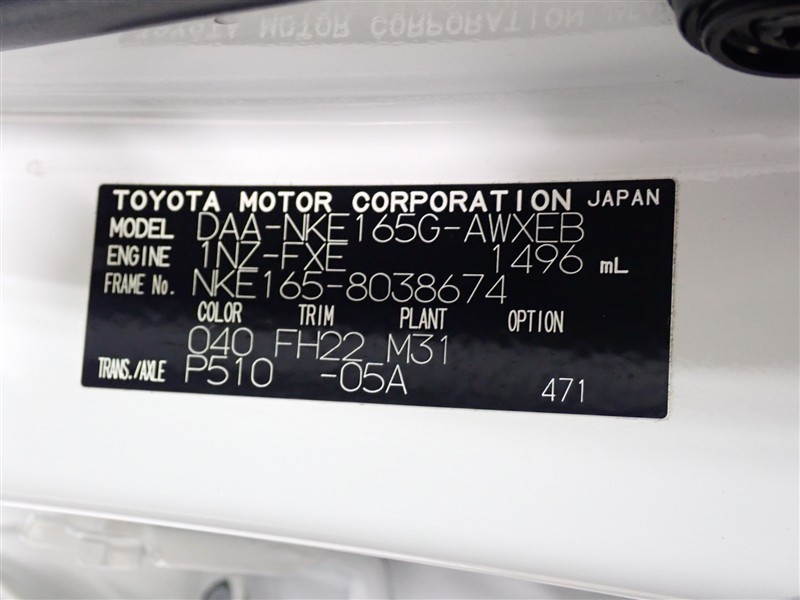 TOYOTA MOTOR CORPORATION JAPAN
MODEL DAA-NKE165G-AWXEB
ENGINE 1NZ-FXE 1496 mL
FRAME No. NKE165-8038674
COLOR TRIM PLANT OPTION
040 FH22 M31
TRANS./AXLE P510 -05A 471